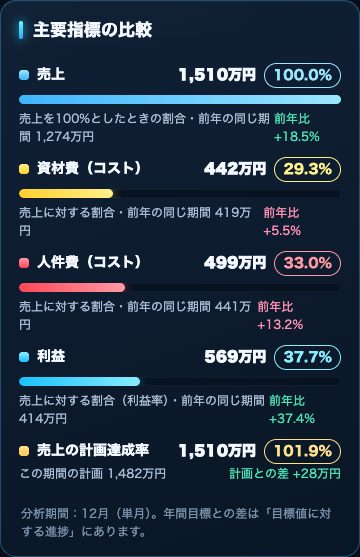 主要指標の比較
売上 1,510万円 100.0%
売上を100%としたときの割合・前年の同じ期 前年比
間 1,274万円 +18.5%
資材費（コスト） 442万円 29.3%
売上に対する割合・前年の同じ期間 419万 前年比
円 +5.5%
人件費（コスト） 499万円 33.0%
売上に対する割合・前年の同じ期間 441万 前年比
円 +13.2%
利益 569万円 37.7%
売上に対する割合（利益率）・前年の同じ期間 前年比
414万円 +37.4%
売上の計画達成率 1,510万円 101.9%
この期間の計画 1,482万円 計画との差 +28万円
分析期間：12月（単月）。年間目標との差は「目標値に対
する進捗」にあります。